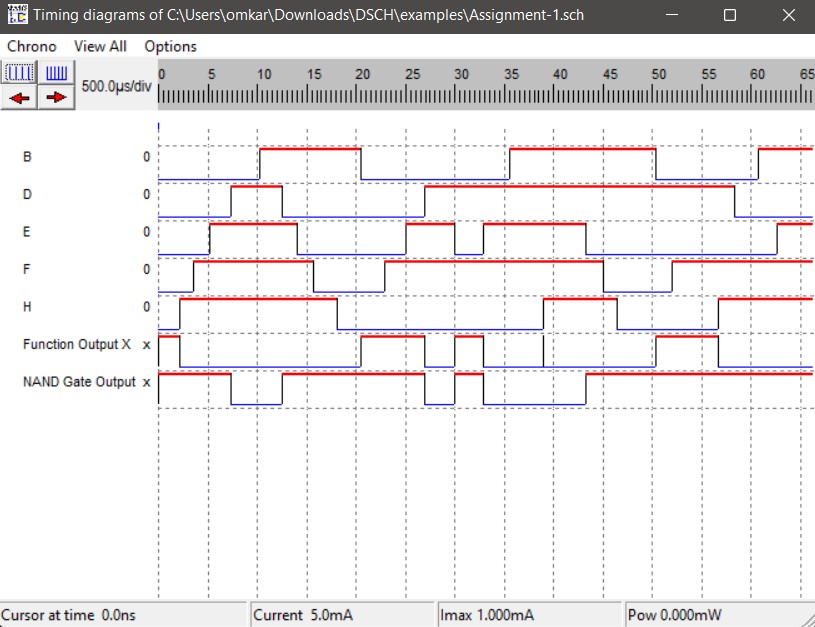 Timing diagrams of C:\Users\omkar\Downloads\DSCH\examples\Assignment-1.sch
Chrono View All Options
500.0µs/div 0 5 10 15 20 25 30 35 40 45 50 55 60 65
B 0
D 0
E 0
F 0
H 0
Function Output X x
NAND Gate Output x
Cursor at time 0.0ns Current 5.0mA Imax 1.000mA Pow 0.000mW